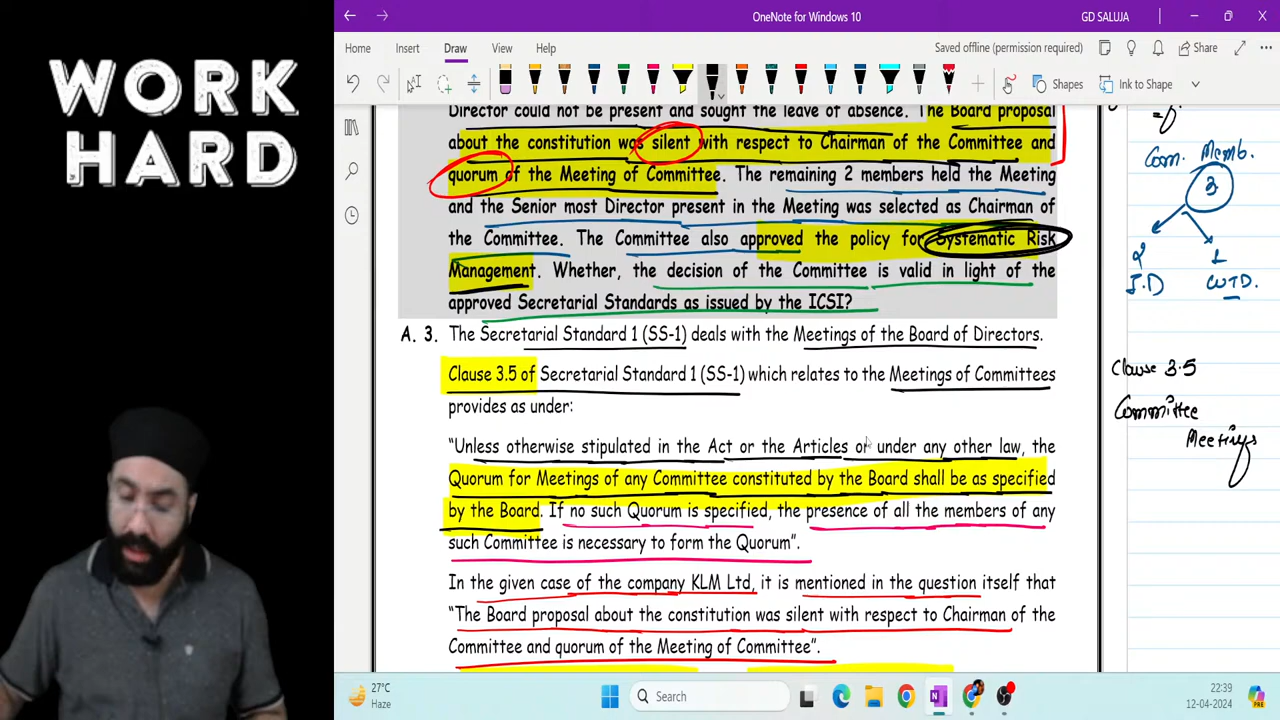 WORK
HARD
OneNote for Windows 10
GD SALUJA
Home
Insert
Draw
View
Help
Saved offline (permission required)
Share
Shapes
Ink to Share
Director could not be present and sought the leave of absence. The Board proposal
about the constitution was silent with respect to Chairman of the Committee and
quorum of the Meeting of Committee. The remaining 2 members held the Meeting
and the Senior most Director present in the Meeting was selected as Chairman of
the Committee. The Committee also approved the policy for Systematic Risk
Management. Whether, the decision of the Committee is valid in light of the
approved Secretarial Standards as issued by the ICSI?
A. 3. The Secretarial Standard 1 (SS-1) deals with the Meetings of the Board of Directors.
Clause 3.5 of Secretarial Standard 1 (SS-1) which relates to the Meetings of Committees
provides as under:
"Unless otherwise stipulated in the Act or the Articles or under any other law, the
Quorum for Meetings of any Committee constituted by the Board shall be as specified
by the Board. If no such Quorum is specified, the presence of all the members of any
such Committee is necessary to form the Quorum".
In the given case of the company KLM Ltd, it is mentioned in the question itself that
"The Board proposal about the constitution was silent with respect to Chairman of the
Committee and quorum of the Meeting of Committee".
Com. Memb.
3
2 1
I.D WTD.
Clause 3.5
Committee
Meetings
27°C
Haze
Search
22:39
12-04-2024